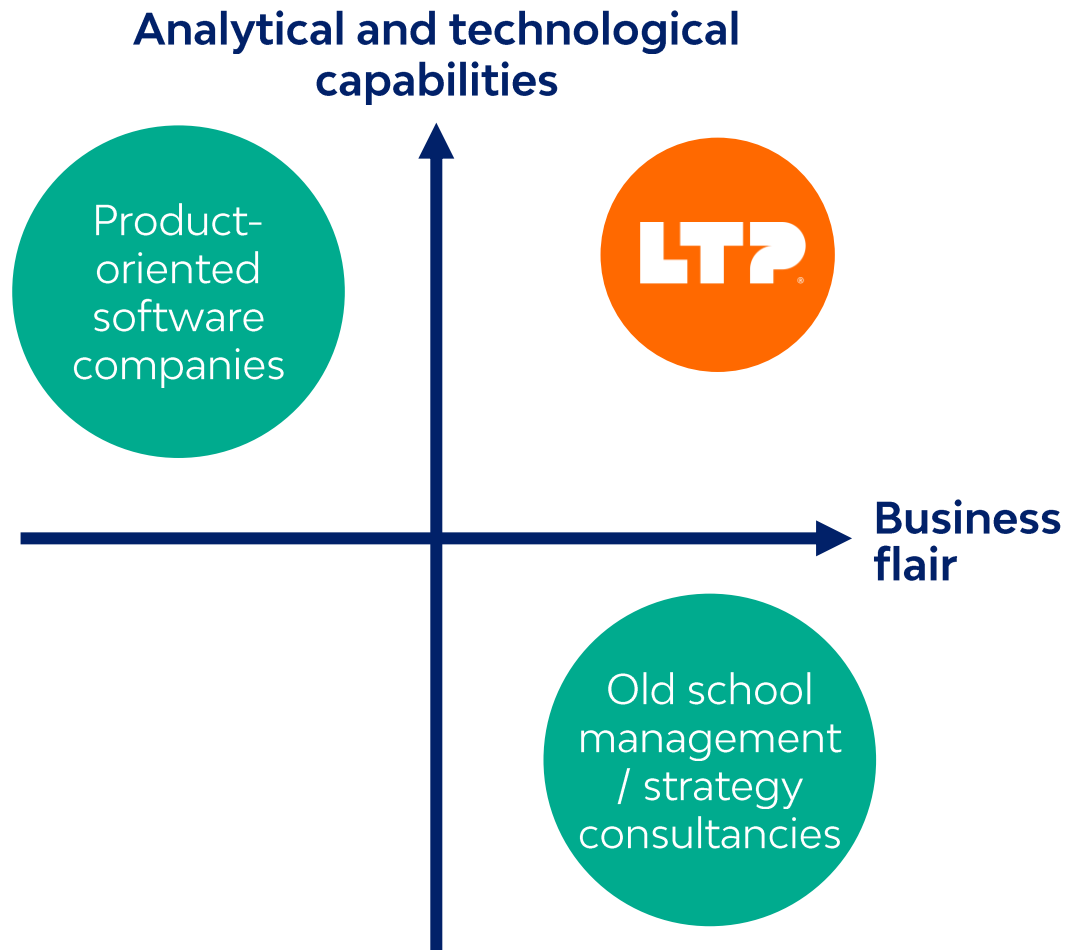 Analytical and technological
capabilities
Product-
oriented
software
companies
LTP®
Business
flair
Old school
management
/ strategy
consultancies